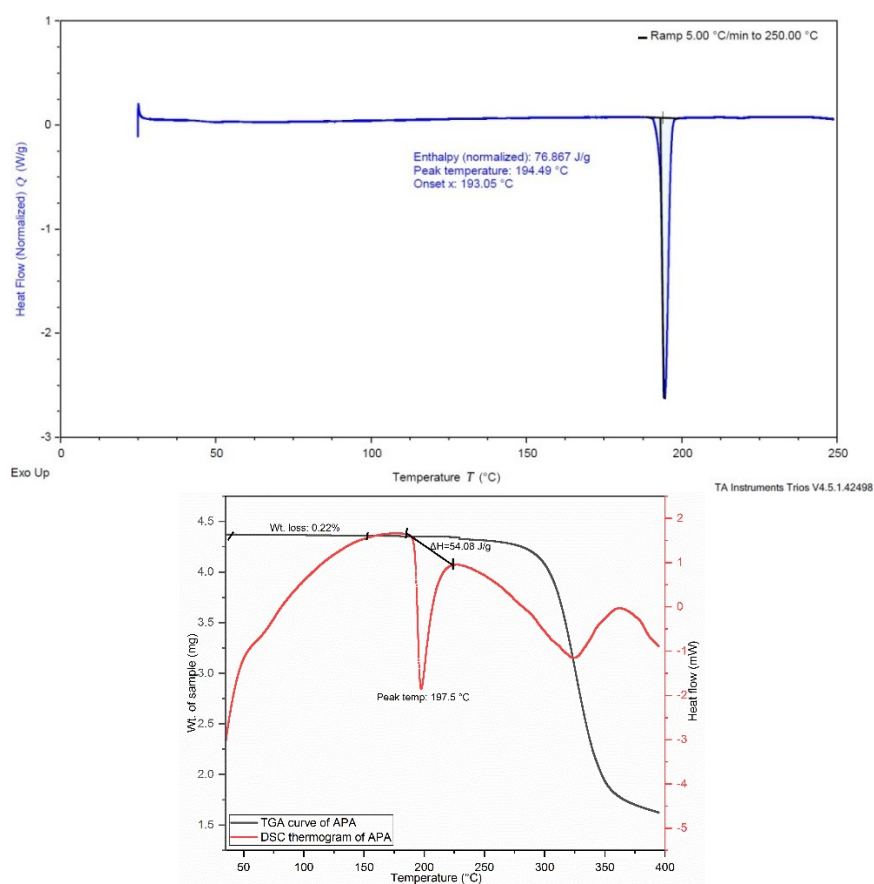 Ramp 5.00 °C/min to 250.00 °C
1
0
-1
-2
-3
Heat Flow (Normalized) Q (W/g)
Enthalpy (normalized): 76.867 J/g
Peak temperature: 194.49 °C
Onset x: 193.05 °C
0
50
100
150
200
250
Exo Up
Temperature T (°C)
TA Instruments Trios V4.5.1.42498
4.5
4.0
3.5
3.0
2.5
2.0
1.5
Wt. of sample (mg)
Wt. loss: 0.22%
ΔH=54.08 J/g
Peak temp: 197.5 °C
2
1
0
-1
-2
-3
-4
-5
Heat flow (mW)
TGA curve of APA
DSC thermogram of APA
50
100
150
200
250
300
350
400
Temperature (°C)